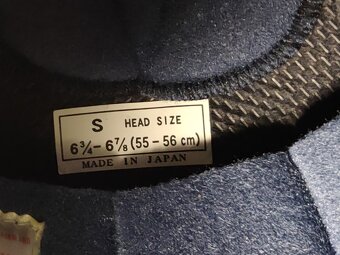 S HEAD SIZE
6¾–6⅞ (55–56 cm)
MADE IN JAPAN